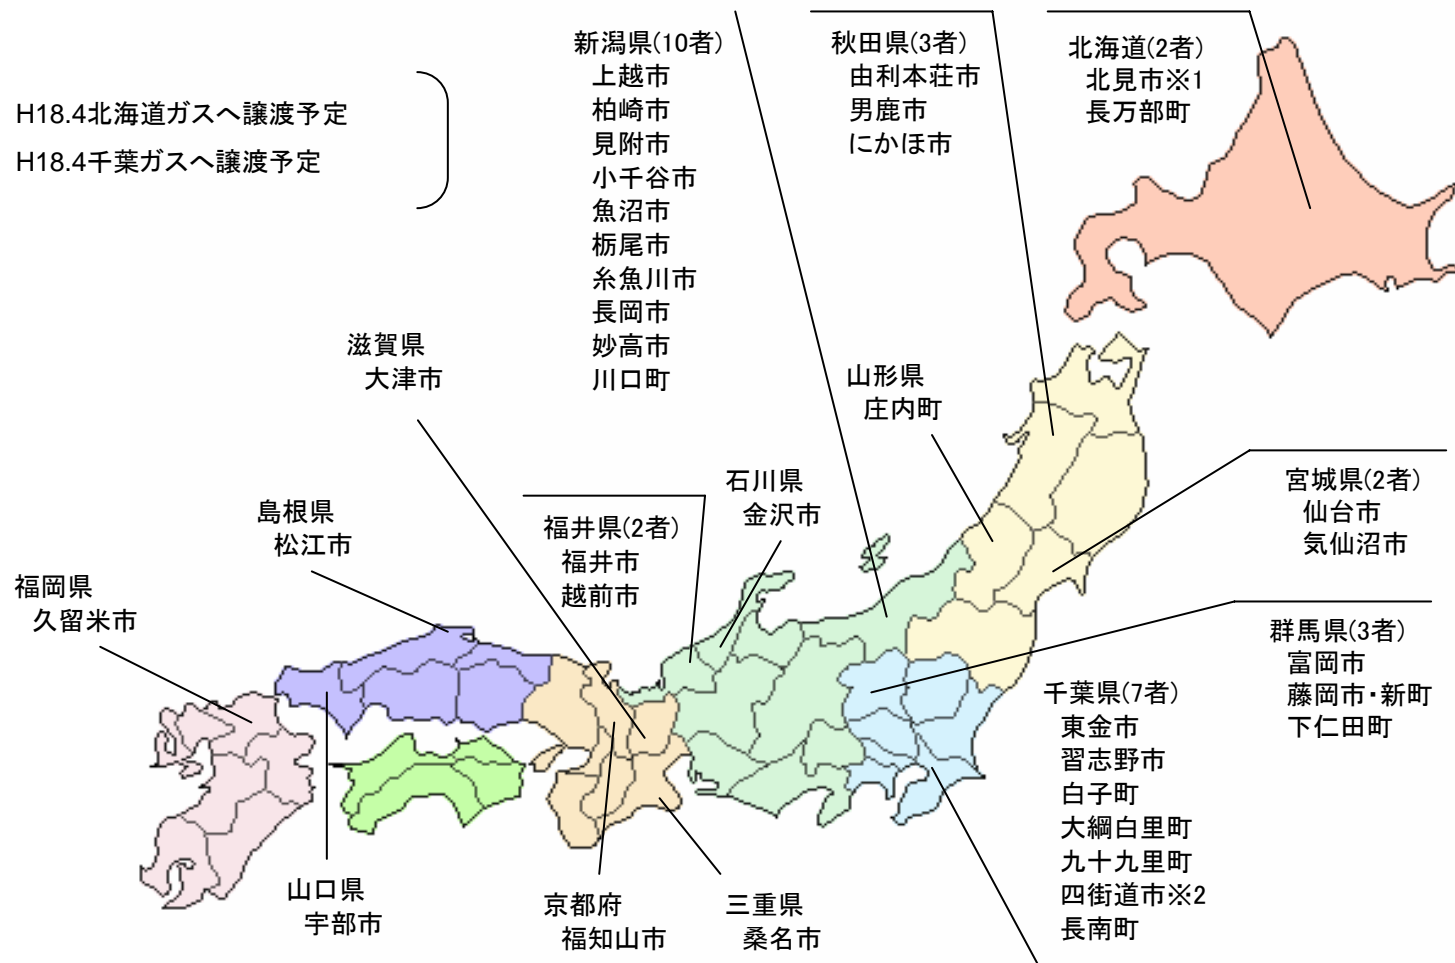 H18.4北海道ガスへ譲渡予定
H18.4千葉ガスへ譲渡予定
新潟県(10者)
上越市
柏崎市
見附市
小千谷市
魚沼市
栃尾市
糸魚川市
長岡市
妙高市
川口町
秋田県(3者)
由利本荘市
男鹿市
にかほ市
北海道(2者)
北見市※1
長万部町
滋賀県
大津市
山形県
庄内町
石川県
金沢市
宮城県(2者)
仙台市
気仙沼市
島根県
松江市
福井県(2者)
福井市
越前市
福岡県
久留米市
群馬県(3者)
富岡市
藤岡市・新町
下仁田町
千葉県(7者)
東金市
習志野市
白子町
大網白里町
九十九里町
四街道市※2
長南町
山口県
宇部市
京都府
福知山市
三重県
桑名市